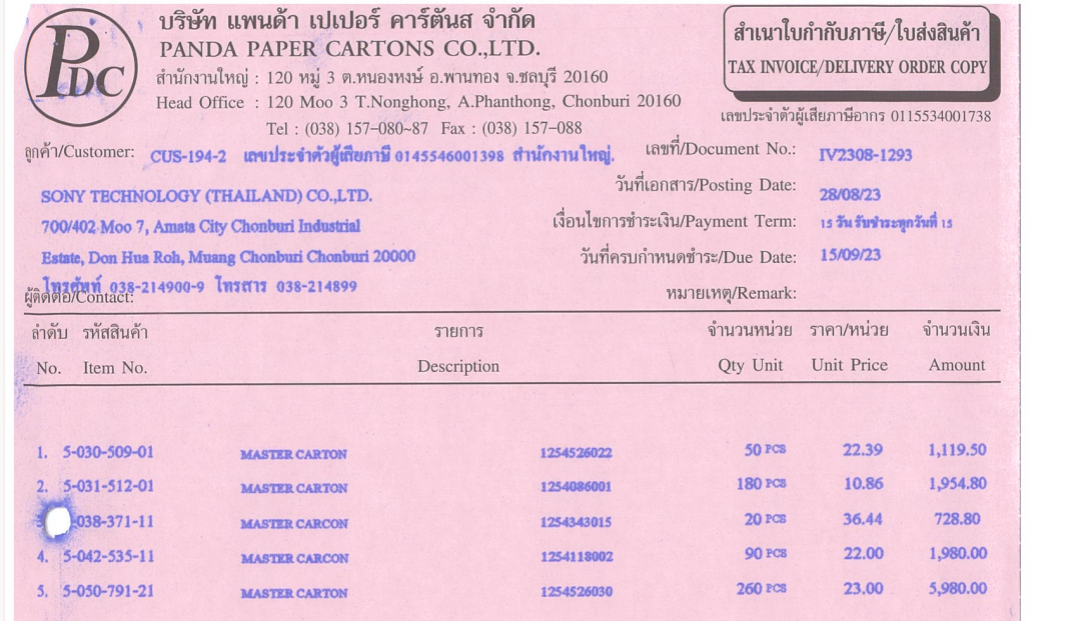 PDC
บริษัท แพนด้า เปเปอร์ คาร์ตันส จำกัด
PANDA PAPER CARTONS CO.,LTD.
สำนักงานใหญ่ : 120 หมู่ 3 ต.หนองหงษ์ อ.พานทอง จ.ชลบุรี 20160
Head Office : 120 Moo 3 T.Nonghong, A.Phanthong, Chonburi 20160
Tel : (038) 157-080-87 Fax : (038) 157-088
สำเนาใบกำกับภาษี/ใบส่งสินค้า
TAX INVOICE/DELIVERY ORDER COPY
เลขประจำตัวผู้เสียภาษีอากร 0115534001738
ลูกค้า/Customer: CUS-194-2 เลขประจำตัวผู้เสียภาษี 0145546001398 สำนักงานใหญ่.
เลขที่/Document No.: IV2308-1293
SONY TECHNOLOGY (THAILAND) CO.,LTD.
วันที่เอกสาร/Posting Date: 28/08/23
700/402 Moo 7, Amata City Chonburi Industrial
เงื่อนไขการชำระเงิน/Payment Term: 15 วัน รับชำระทุกวันที่ 15
Estate, Don Hua Roh, Muang Chonburi Chonburi 20000
วันที่ครบกำหนดชำระ/Due Date: 15/09/23
โทรศัพท์ 038-214900-9 โทรสาร 038-214899
ผู้ติดต่อ/Contact:
หมายเหตุ/Remark:
ลำดับ รหัสสินค้า รายการ จำนวนหน่วย ราคา/หน่วย จำนวนเงิน
No. Item No. Description Qty Unit Unit Price Amount
1. 5-030-509-01 MASTER CARTON 1254526022 50 PCS 22.39 1,119.50
2. 5-031-512-01 MASTER CARTON 1254086001 180 PCS 10.86 1,954.80
-038-371-11 MASTER CARCON 1254343015 20 PCS 36.44 728.80
4. 5-042-535-11 MASTER CARCON 1254118002 90 PCS 22.00 1,980.00
5. 5-050-791-21 MASTER CARTON 1254526030 260 PCS 23.00 5,980.00